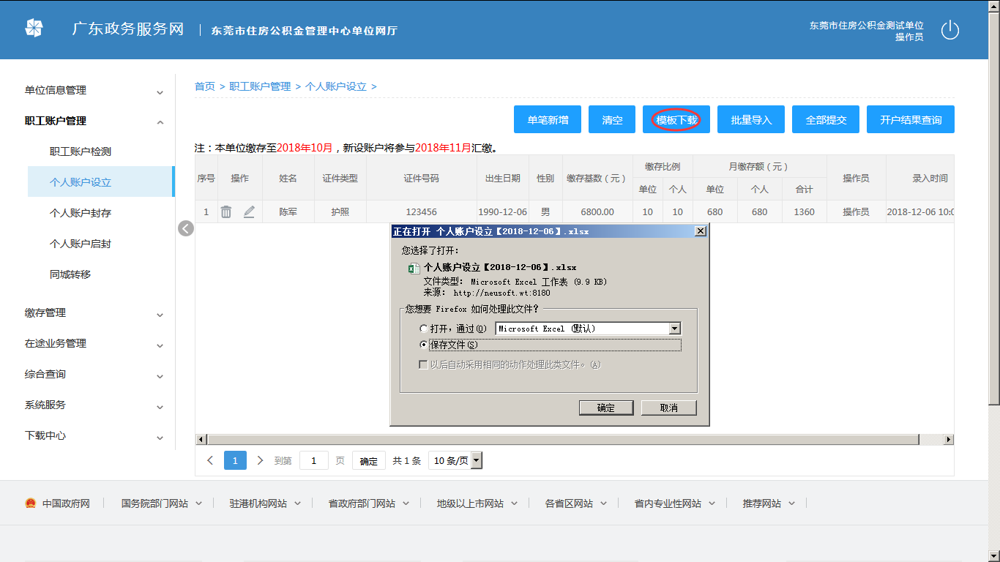 广东政务服务网 东莞市住房公积金管理中心单位网厅
东莞市住房公积金测试单位
操作员
单位信息管理
职工账户管理
职工账户检测
个人账户设立
个人账户封存
个人账户启封
同城转移
缴存管理
在途业务管理
综合查询
系统服务
下载中心
首页 > 职工账户管理 > 个人账户设立 >
单笔新增 清空 模板下载 批量导入 全部提交 开户结果查询
注：本单位缴存至2018年10月，新设账户将参与2018年11月汇缴。
序号 操作 姓名 证件类型 证件号码 出生日期 性别 缴存基数（元） 缴存比例 月缴存额（元） 操作员 录入时间
单位 个人 单位 个人 合计
1 陈军 护照 123456 1990-12-06 男 6800.00 10 10 680 680 1360 操作员 2018-12-06 10:0
正在打开 个人账户设立【2018-12-06】.xlsx
您选择了打开：
个人账户设立【2018-12-06】.xlsx
文件类型： Microsoft Excel 工作表 (9.9 KB)
来源： http://neusoft.wt:8180
您想要 Firefox 如何处理此文件？
打开，通过(O) Microsoft Excel (默认)
保存文件(S)
以后自动采用相同的动作处理此类文件。(A)
确定 取消
1 到第 1 页 确定 共 1 条 10 条/页
中国政府网 国务院部门网站 驻港机构网站 省政府部门网站 地级以上市网站 各省区网站 省内专业性网站 推荐网站